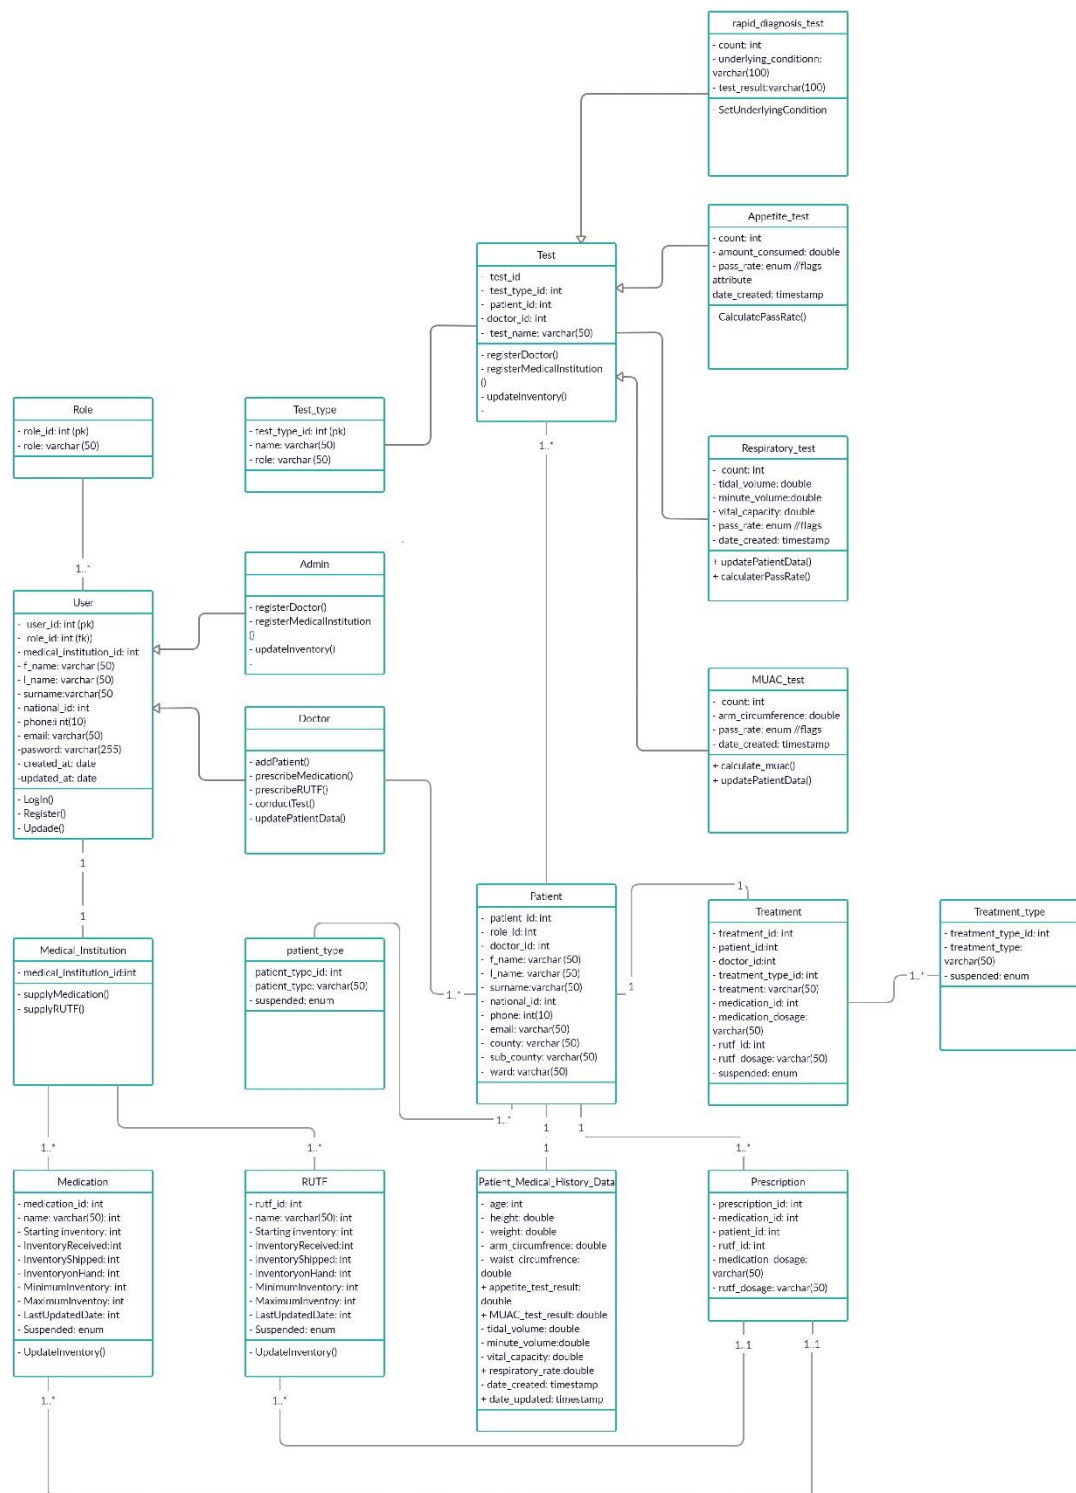 rapid_diagnosis_test
- count: int
- underlying_conditionn:
varchar(100)
- test_result:varchar(100)
- SetUnderlyingCondition
Appetite_test
- count: int
- amount_consumed: double
- pass_rate: enum //flags
attribute
date_created: timestamp
CalculatePassRate()
Test
- test_id
- test_type_id: int
- patient_id: int
- doctor_id: int
- test_name: varchar(50)
- registerDoctor()
- registerMedicalInstitution
()
- updateInventory()
-
1..*
Role
- role_id: int (pk)
- role: varchar (50)
1..*
Test_type
- test_type_id: int (pk)
- name: varchar(50)
- role: varchar (50)
Respiratory_test
- count: int
- tidal_volume: double
- minute_volume:double
- vital_capacity: double
- pass_rate: enum //flags
- date_created: timestamp
+ updatePatientData()
+ calculaterPassRate()
Admin
- registerDoctor()
- registerMedicalInstitution
()
- updateInventory()
-
User
- user_id: int (pk)
- role_id: int (fk))
- medical_institution_id: int
- f_name: varchar (50)
- l_name: varchar (50)
- surname:varchar(50
- national_id: int
- phone:int(10)
- email: varchar(50)
-pasword: varchar(255)
- created_at: date
-updated_at: date
- LogIn()
- Register()
- Updade()
1
1
MUAC_test
- count: int
- arm_circumference: double
- pass_rate: enum //flags
- date_created: timestamp
+ calculate_muac()
+ updatePatientData()
Doctor
- addPatient()
- prescribeMedication()
- prescribeRUTF()
- conductTest()
- updatePatientData()
1..*
Patient
- patient_id: int
- role_id: int
- doctor_id: int
- f_name: varchar (50)
- l_name: varchar (50)
- surname:varchar(50)
- national_id: int
- phone: int(10)
- email: varchar(50)
- county: varchar (50)
- sub_county: varchar(50)
- ward: varchar(50)
1
1
Treatment
- treatment_id: int
- patient_id:int
- doctor_id:int
- treatment_type_id: int
- treatment: varchar(50)
- medication_id: int
- medication_dosage:
varchar(50)
- rutf_id: int
- rutf_dosage: varchar(50)
- suspended: enum
1..*
Treatment_type
- treatment_type_id: int
- treatment_type:
varchar(50)
- suspended: enum
Medical_Institution
- medical_institution_id:int
- supplyMedication()
- supplyRUTF()
1..*
1..*
patient_type
patient_type_id: int
- patient_type: varchar(50)
- suspended: enum
1..*
1
1
1
1..*
Medication
- medication_id: int
- name: varchar(50): int
- Starting inventory: int
- InventoryReceived:int
- InventoryShipped: int
- InventoryonHand: int
- MinimumInventory: int
- MaximumInventoy: int
- LastUpdatedDate: int
- Suspended: enum
- UpdateInventory()
1..*
RUTF
- rutf_id: int
- name: varchar(50): int
- Starting inventory: int
- InventoryReceived:int
- InventoryShipped: int
- InventoryonHand: int
- MinimumInventory: int
- MaximumInventoy: int
- LastUpdatedDate: int
- Suspended: enum
- UpdateInventory()
1..*
Patient_Medical_History_Data
- age: int
- height: double
- weight: double
- arm_circumfrence: double
- waist_circumfrence:
double
+ appetite_test_result:
double
+ MUAC_test_result: double
- tidal_volume: double
- minute_volume:double
- vital_capacity: double
+ respiratory_rate:double
- date_created: timestamp
+ date_updated: timestamp
Prescription
- prescription_id: int
- medication_id: int
- patient_id: int
- rutf_id: int
- medication_dosage:
varchar(50)
- rutf_dosage: varchar(50)
1..1
1..1